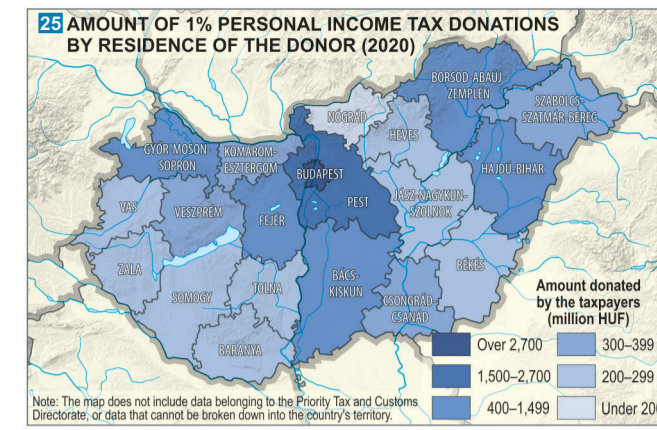 25 AMOUNT OF 1% PERSONAL INCOME TAX DONATIONS
BY RESIDENCE OF THE DONOR (2020)
BORSOD-ABAÚJ-
ZEMPLÉN
SZABOLCS-
SZATMÁR-BEREG
NÓGRÁD
HEVES
GYŐR-MOSON-
SOPRON
KOMÁROM-
ESZTERGOM
BUDAPEST
HAJDÚ-BIHAR
PEST
JÁSZ-NAGYKUN-
SZOLNOK
VAS
VESZPRÉM
FEJÉR
ZALA
SOMOGY
TOLNA
BÁCS-
KISKUN
BÉKÉS
CSONGRÁD-
CSANÁD
BARANYA
Amount donated
by the taxpayers
(million HUF)
Over 2,700
300–399
1,500–2,700
200–299
400–1,499
Under 20
Note: The map does not include data belonging to the Priority Tax and Customs
Directorate, or data that cannot be broken down into the country's territory.